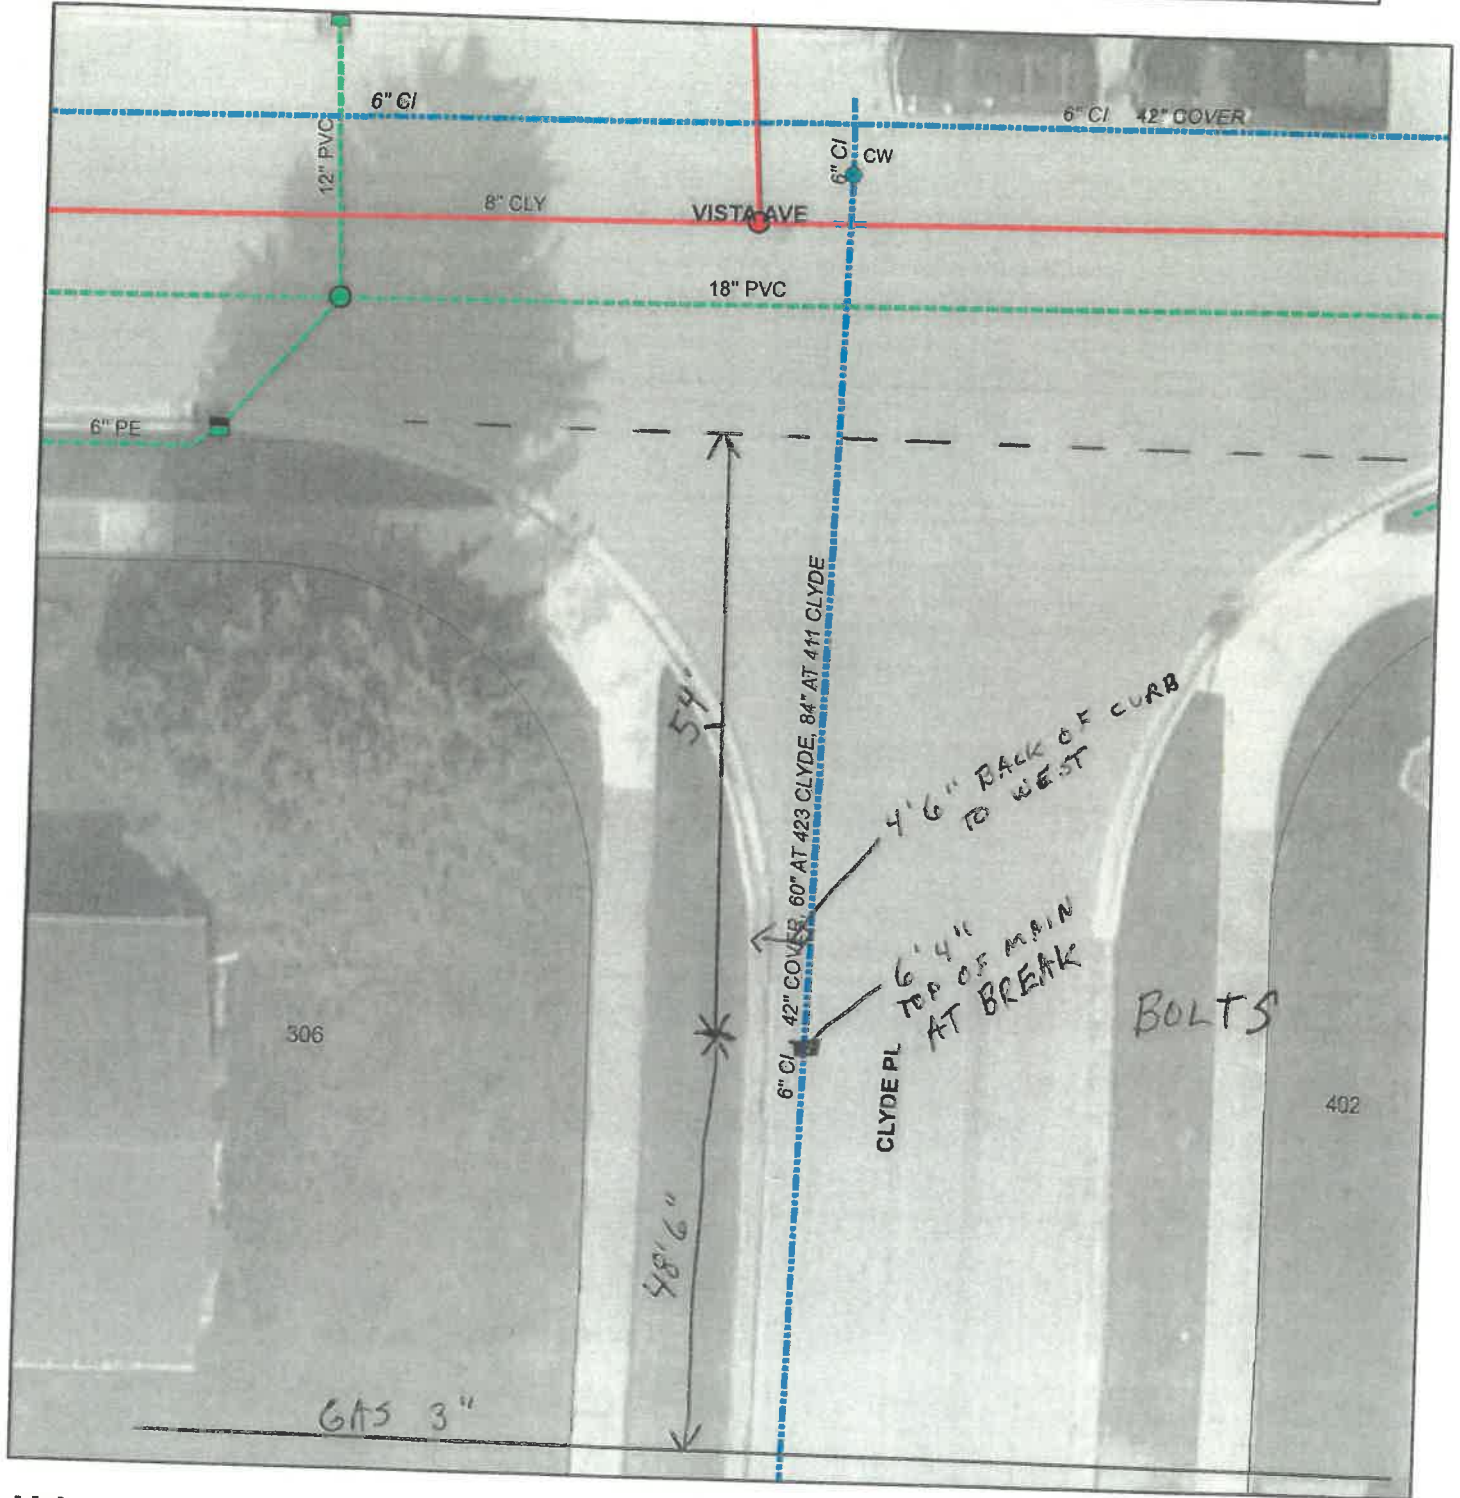 6" CI
6" CI 42" COVER
12" PVC
6" CI
CW
8" CLY
VISTA AVE
18" PVC
6" PE
42" COVER, 60" AT 423 CLYDE, 84" AT 411 CLYDE
6" CI
54'
4'6" BACK OF CURB
TO WEST
6'4"
TOP OF MAIN
AT BREAK
BOLTS
CLYDE PL
306
402
48'6"
GAS 3"